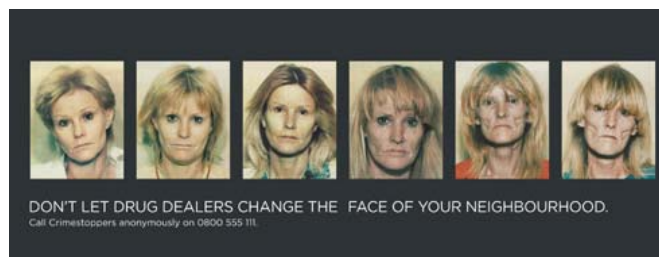 DON'T LET DRUG DEALERS CHANGE THE FACE OF YOUR NEIGHBOURHOOD.
Call Crimestoppers anonymously on 0800 555 111.